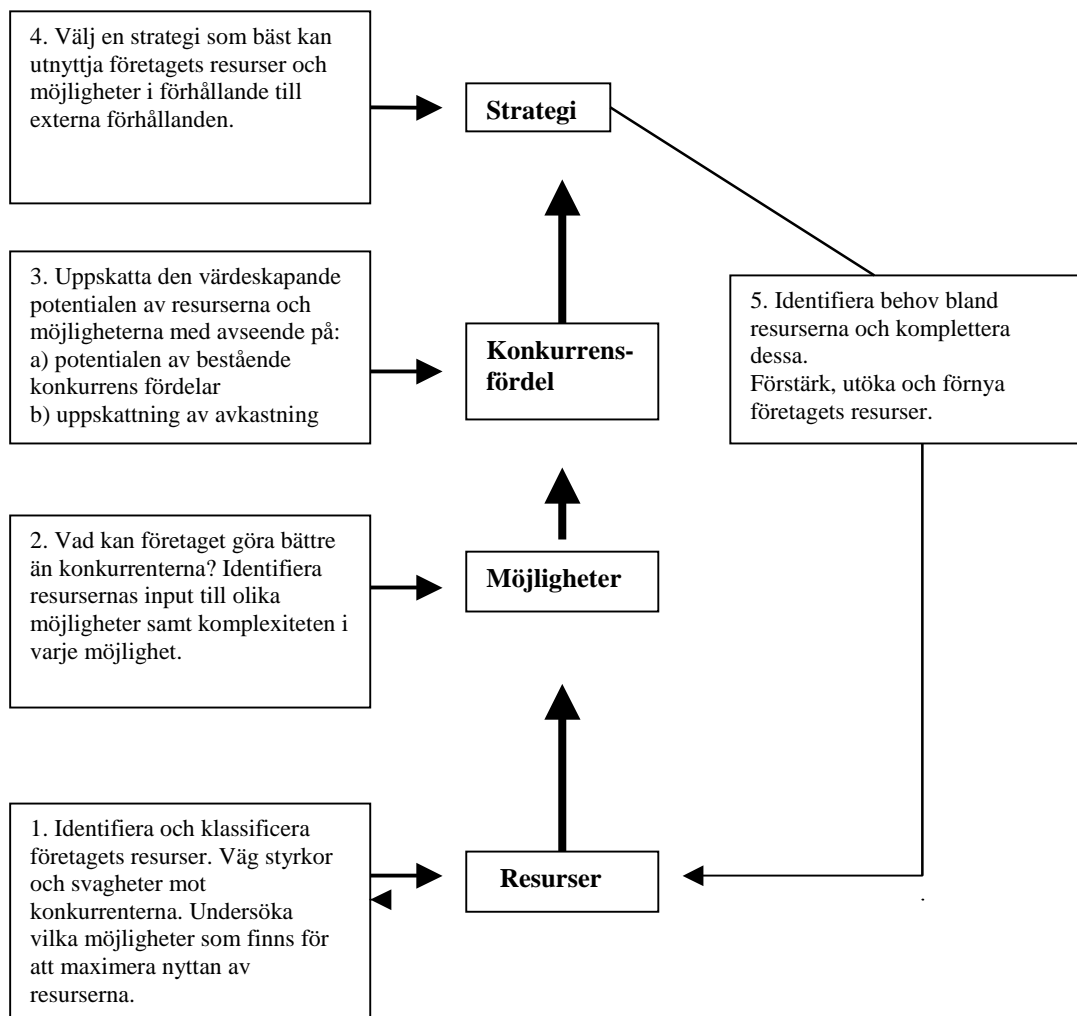 4. Välj en strategi som bäst kan
utnyttja företagets resurser och
möjligheter i förhållande till
externa förhållanden.
Strategi
3. Uppskatta den värdeskapande
potentialen av resurserna och
möjligheterna med avseende på:
a) potentialen av bestående
konkurrens fördelar
b) uppskattning av avkastning
Konkurrens-
fördel
5. Identifiera behov bland
resurserna och komplettera
dessa.
Förstärk, utöka och förnya
företagets resurser.
2. Vad kan företaget göra bättre
än konkurrenterna? Identifiera
resursernas input till olika
möjligheter samt komplexiteten i
varje möjlighet.
Möjligheter
1. Identifiera och klassificera
företagets resurser. Väg styrkor
och svagheter mot
konkurrenterna. Undersöka
vilka möjligheter som finns för
att maximera nyttan av
resurserna.
Resurser